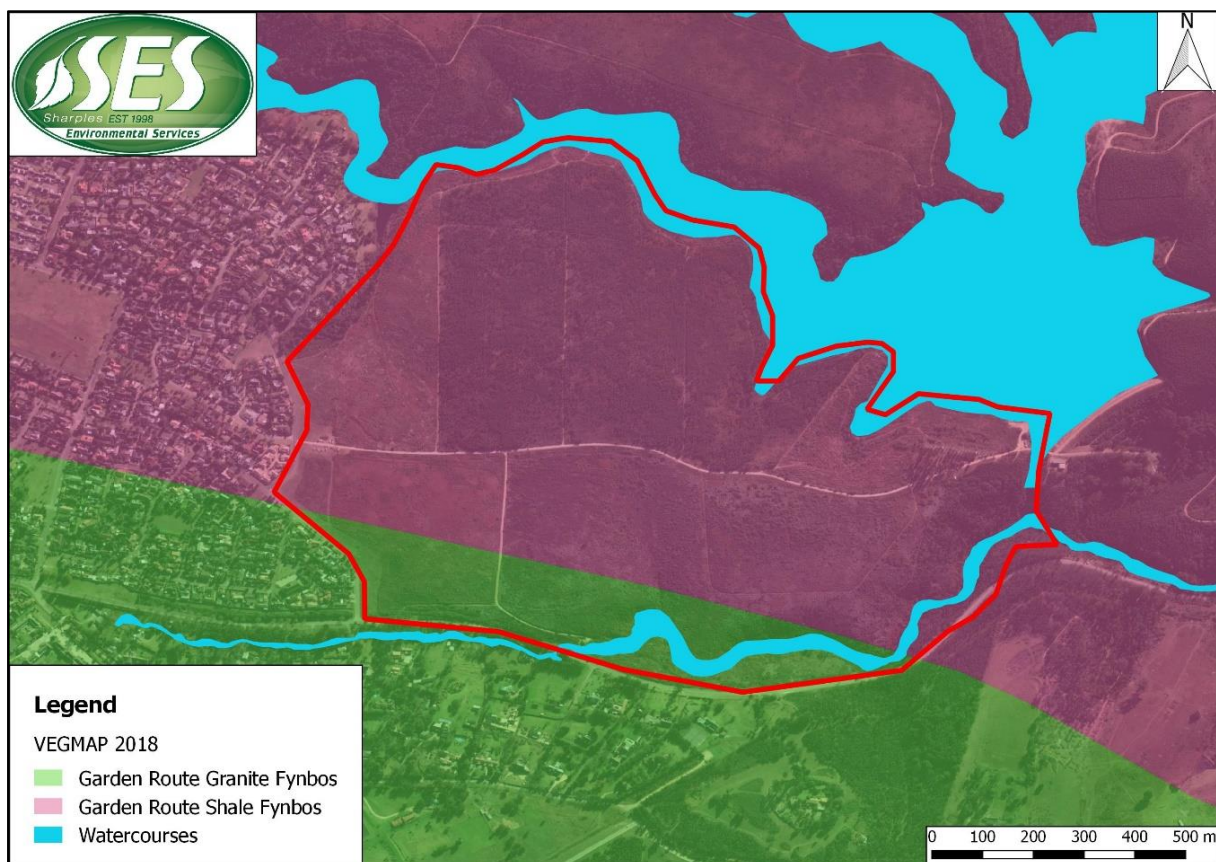 SES
Sharples EST 1998
Environmental Services
N
Legend
VEGMAP 2018
Garden Route Granite Fynbos
Garden Route Shale Fynbos
Watercourses
0 100 200 300 400 500 m